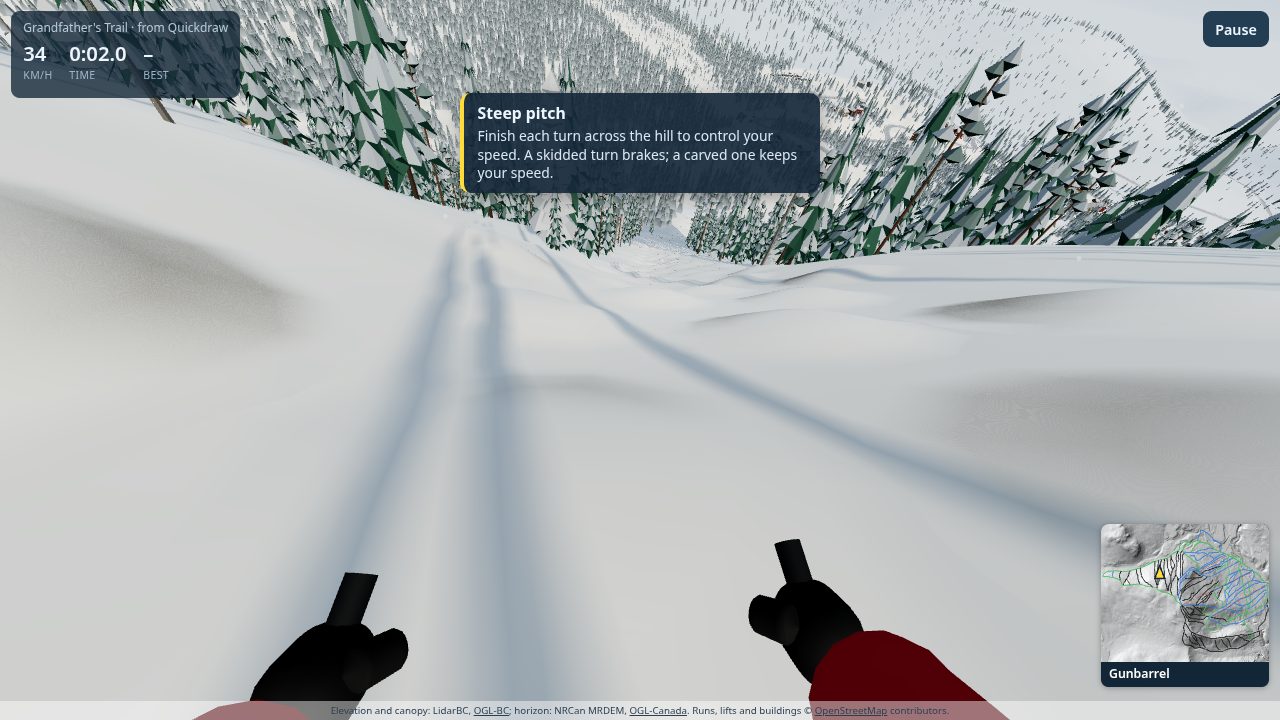 Grandfather's Trail · from Quickdraw
34 0:02.0 –
KM/H TIME BEST
Pause
Steep pitch
Finish each turn across the hill to control your
speed. A skidded turn brakes; a carved one keeps
your speed.
Gunbarrel
Elevation and canopy: LidarBC, OGL-BC; horizon: NRCan MRDEM, OGL-Canada. Runs, lifts and buildings © OpenStreetMap contributors.